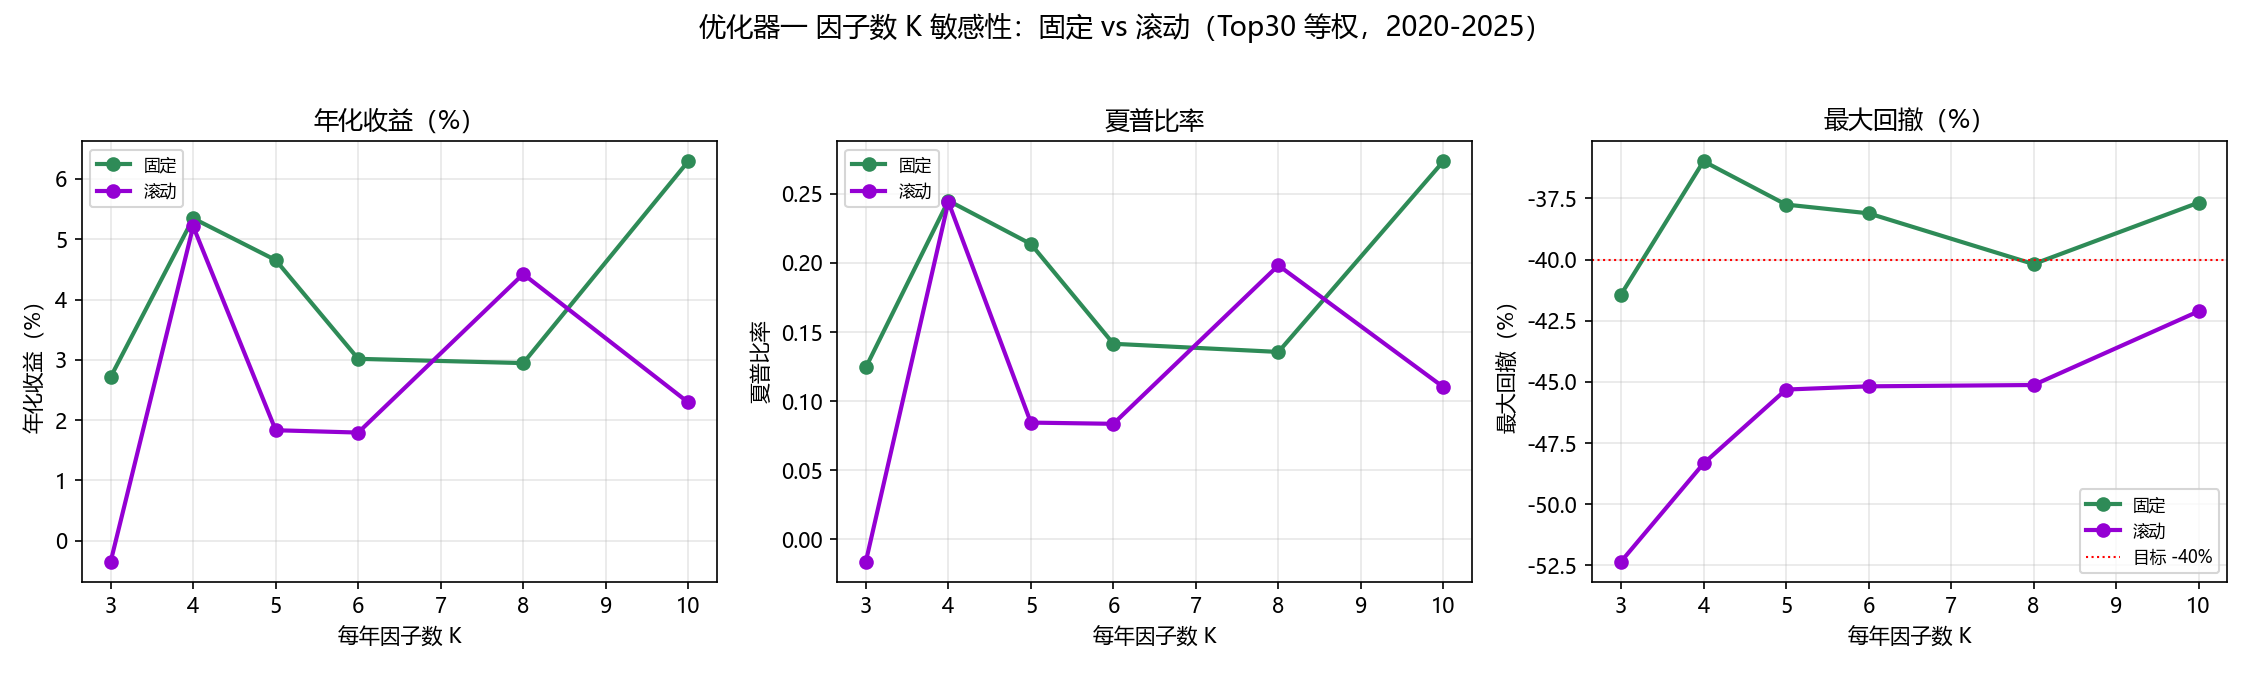 优化器一 因子数 K 敏感性：固定 vs 滚动（Top30 等权，2020-2025）
年化收益（%）
固定
滚动
年化收益（%）
6
5
4
3
2
1
0
3 4 5 6 7 8 9 10
每年因子数 K
夏普比率
固定
滚动
夏普比率
0.25
0.20
0.15
0.10
0.05
0.00
3 4 5 6 7 8 9 10
每年因子数 K
最大回撤（%）
最大回撤（%）
-37.5
-40.0
-42.5
-45.0
-47.5
-50.0
-52.5
固定
滚动
目标 -40%
3 4 5 6 7 8 9 10
每年因子数 K